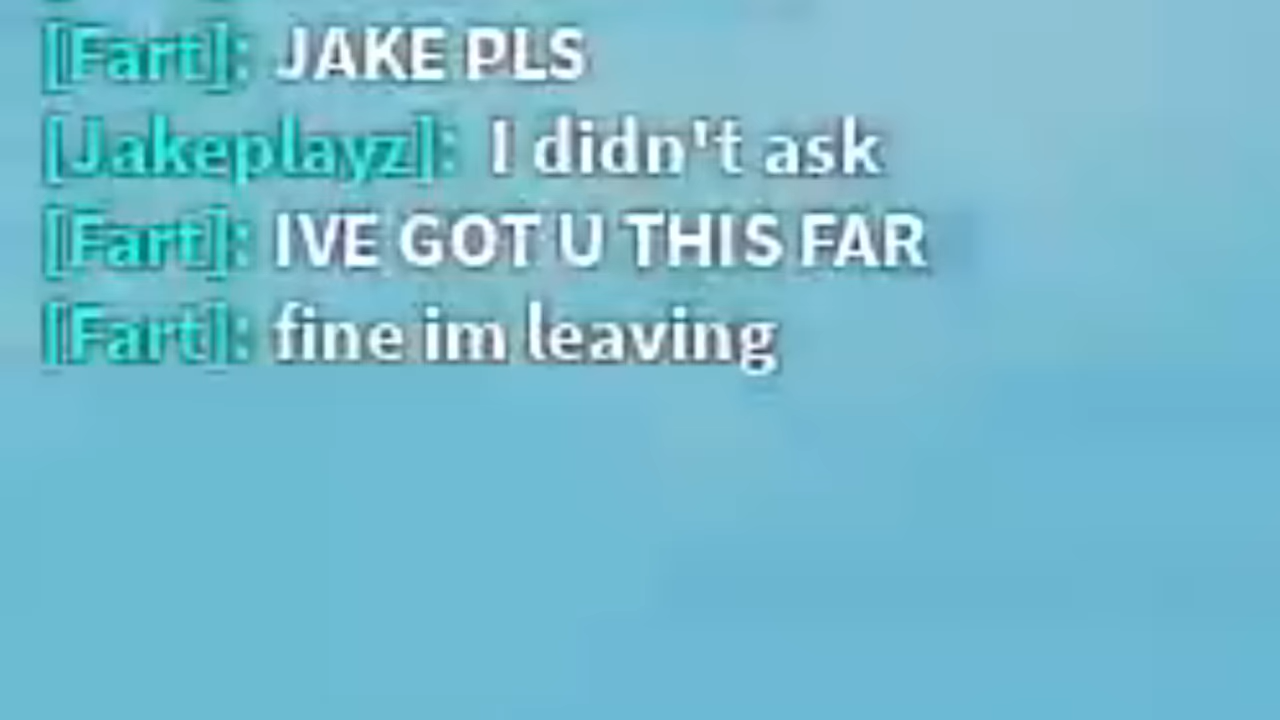 [Fart]: JAKE PLS
[Jakeplayz]: I didn't ask
[Fart]: IVE GOT U THIS FAR
[Fart]: fine im leaving